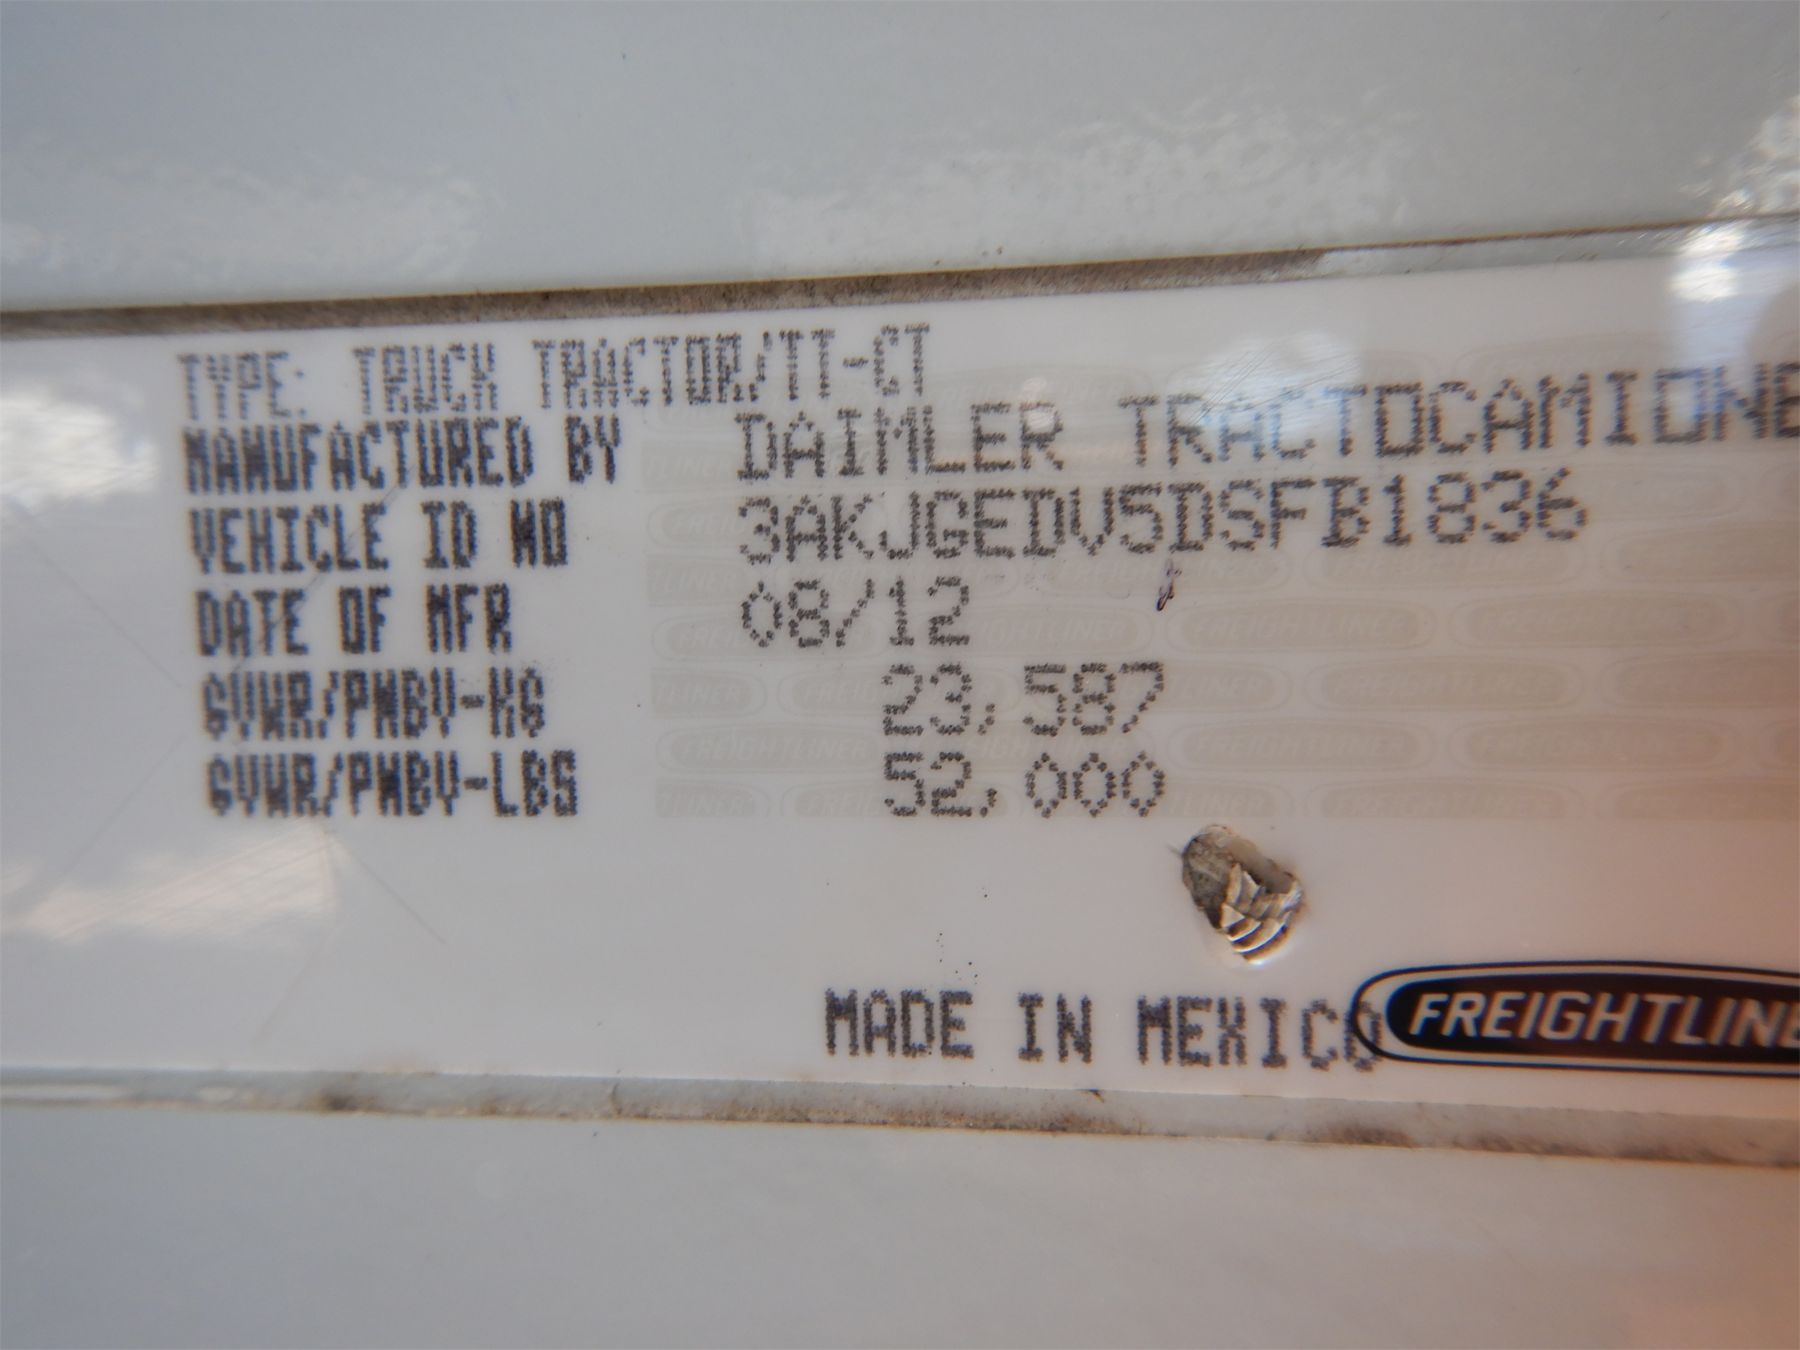 TYPE: TRUCK TRACTOR/TT-CT
MANUFACTURED BY DAIMLER TRACTOCAMIONE
VEHICLE ID NO 3AKJGEDV5DSFB1836
DATE OF MFR 08/12
GVWR/PMBV-KG 23,587
GVWR/PMBV-LBS 52,000
MADE IN MEXICO FREIGHTLINE